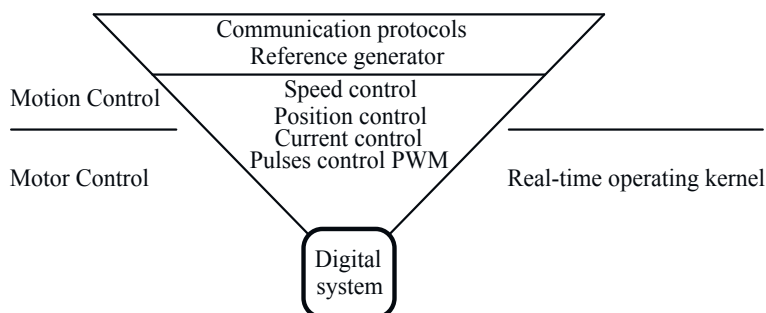 Communication protocols
Reference generator
Speed control
Motion Control
Position control
Current control
Pulses control PWM
Motor Control
Real-time operating kernel
Digital
system